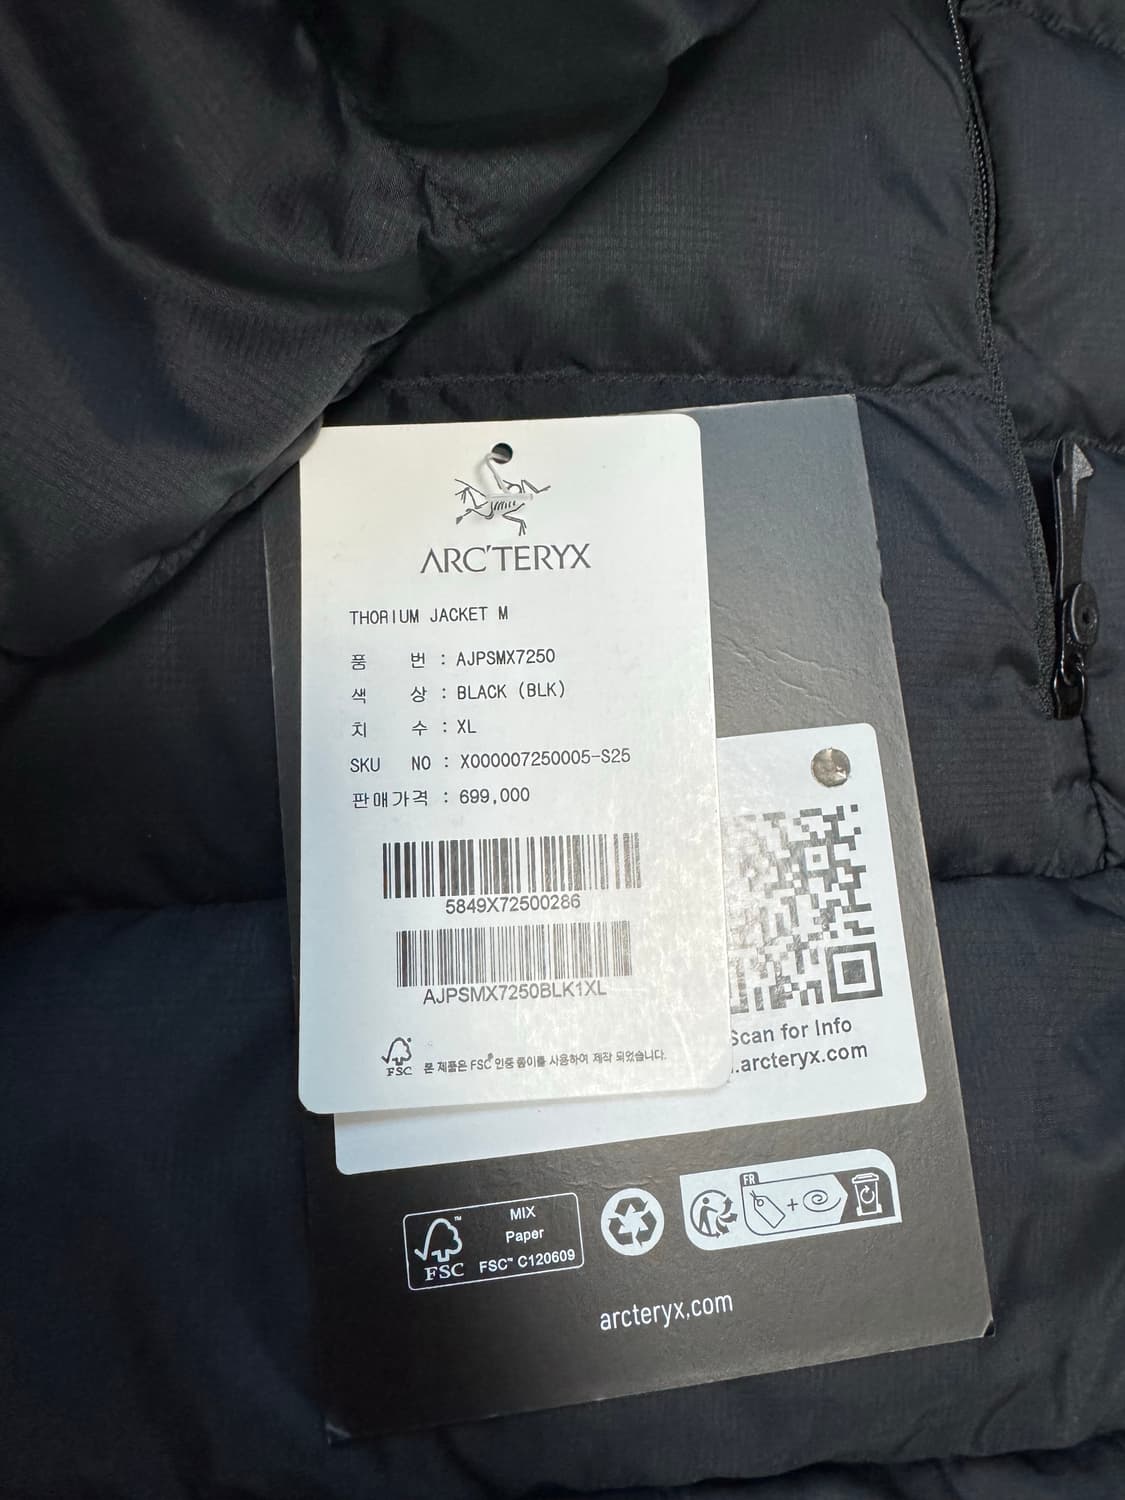 ARC'TERYX
THORIUM JACKET M
품 번 : AJPSMX7250
색 상 : BLACK (BLK)
치 수 : XL
SKU NO : X000007250005-S25
판매가격 : 699,000
5849X72500286
AJPSMX7250BLK1XL
FSC 본 제품은 FSC® 인증 종이를 사용하여 제작 되었습니다.
Scan for Info
.arcteryx.com
FR
MIX
Paper
FSC™ C120609
FSC
arcteryx.com